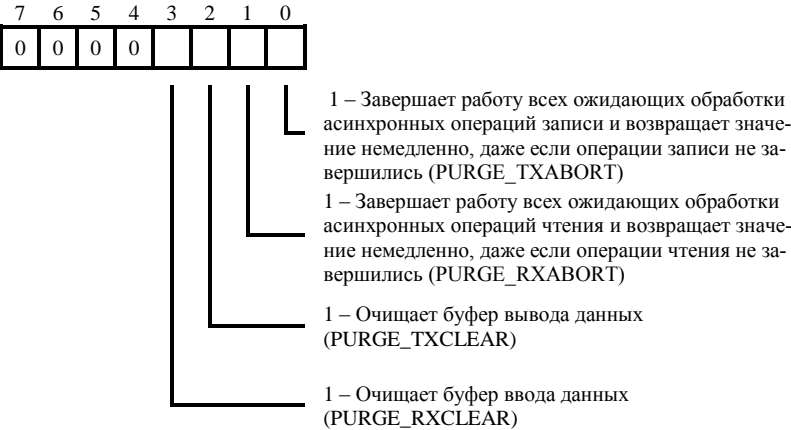 7 6 5 4 3 2 1 0
0 0 0 0
1 – Завершает работу всех ожидающих обработки
асинхронных операций записи и возвращает значе-
ние немедленно, даже если операции записи не за-
вершились (PURGE_TXABORT)
1 – Завершает работу всех ожидающих обработки
асинхронных операций чтения и возвращает значе-
ние немедленно, даже если операции чтения не за-
вершились (PURGE_RXABORT)
1 – Очищает буфер вывода данных
(PURGE_TXCLEAR)
1 – Очищает буфер ввода данных
(PURGE_RXCLEAR)